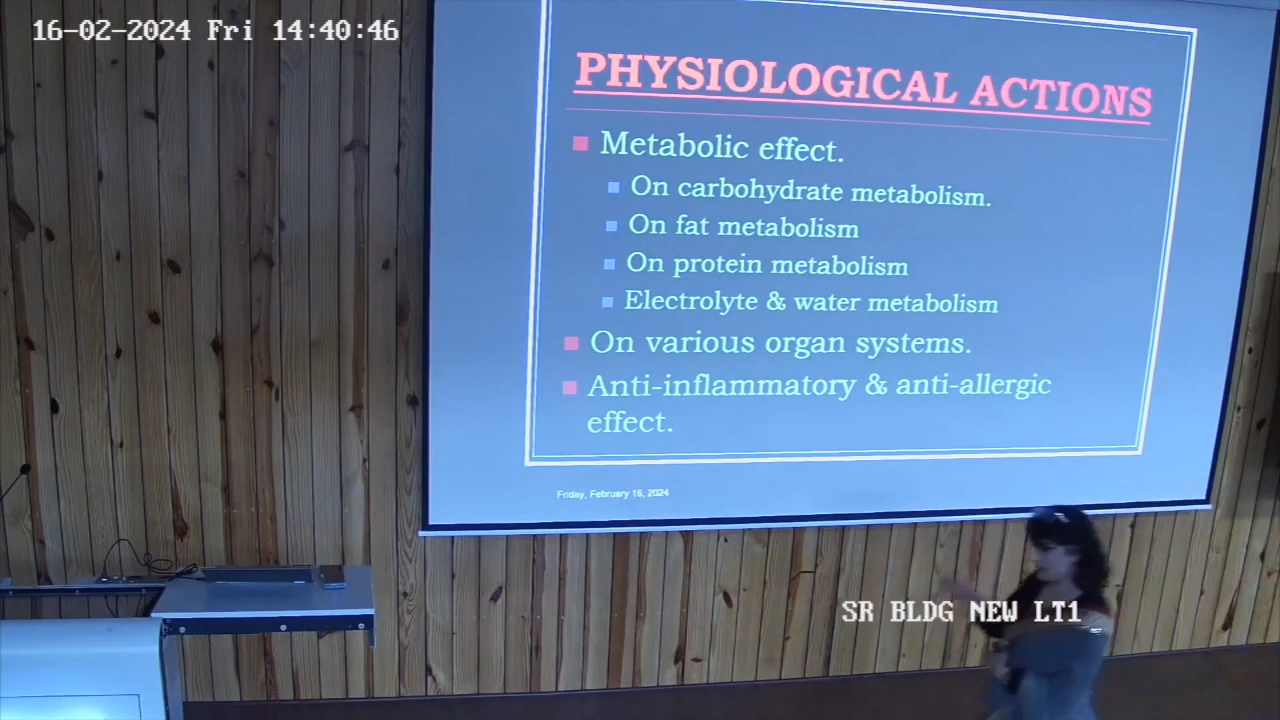 16-02-2024 Fri 14:40:46
PHYSIOLOGICAL ACTIONS
Metabolic effect.
On carbohydrate metabolism.
On fat metabolism
On protein metabolism
Electrolyte & water metabolism
On various organ systems.
Anti-inflammatory & anti-allergic
effect.
Friday, February 16, 2024
SR BLDG NEW LT1